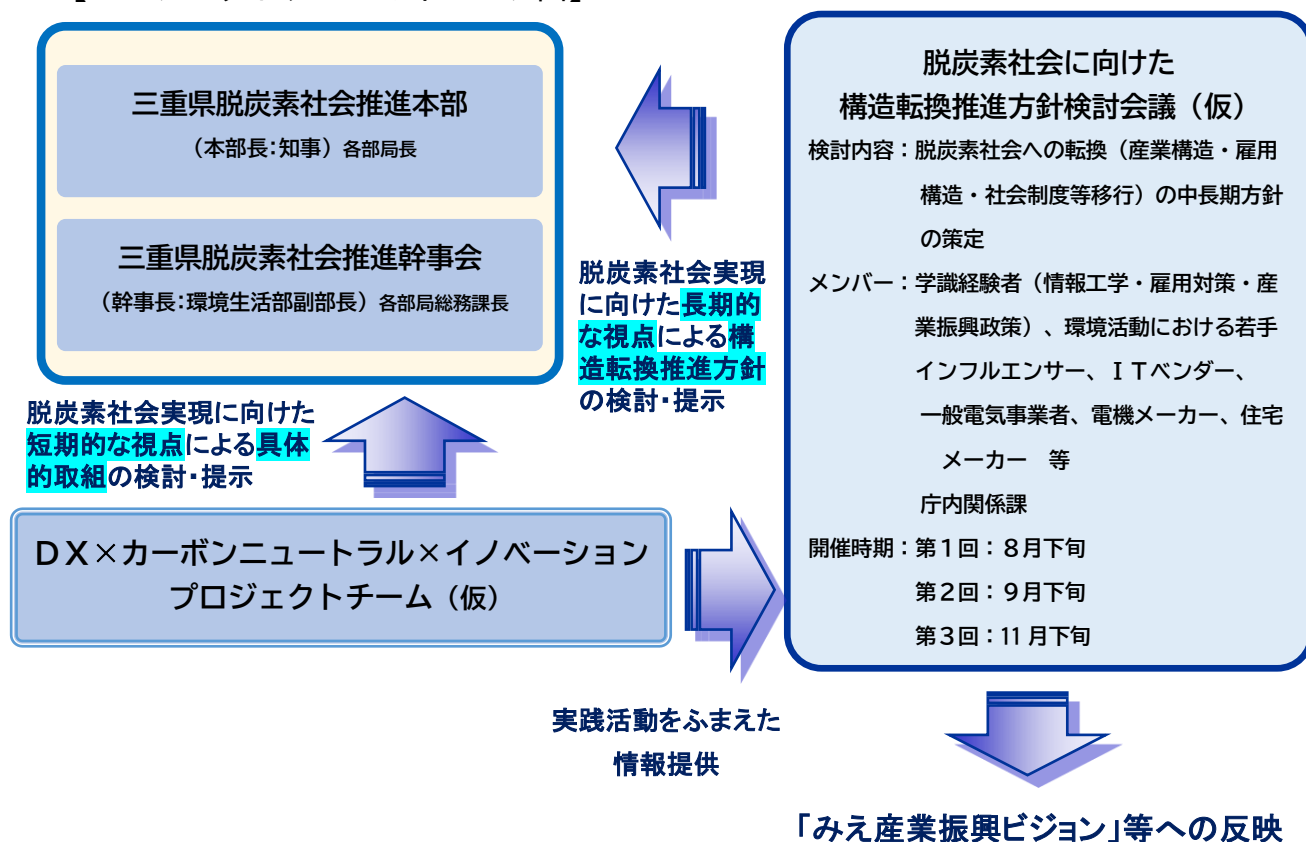 三重県脱炭素社会推進本部
（本部長：知事）各部局長
三重県脱炭素社会推進幹事会
（幹事長：環境生活部副部長）各部局総務課長
脱炭素社会実現に向けた
短期的な視点による具体
的取組の検討・提示
脱炭素社会実現
に向けた長期的
な視点による構
造転換推進方針
の検討・提示
ＤＸ×カーボンニュートラル×イノベーション
プロジェクトチーム（仮）
実践活動をふまえた
情報提供
脱炭素社会に向けた
構造転換推進方針検討会議（仮）
検討内容：脱炭素社会への転換（産業構造・雇用
構造・社会制度等移行）の中長期方針
の策定
メンバー：学識経験者（情報工学・雇用対策・産
業振興政策）、環境活動における若手
インフルエンサー、ＩＴベンダー、
一般電気事業者、電機メーカー、住宅
メーカー　等
庁内関係課
開催時期：第１回：８月下旬
第２回：９月下旬
第３回：11月下旬
「みえ産業振興ビジョン」等への反映